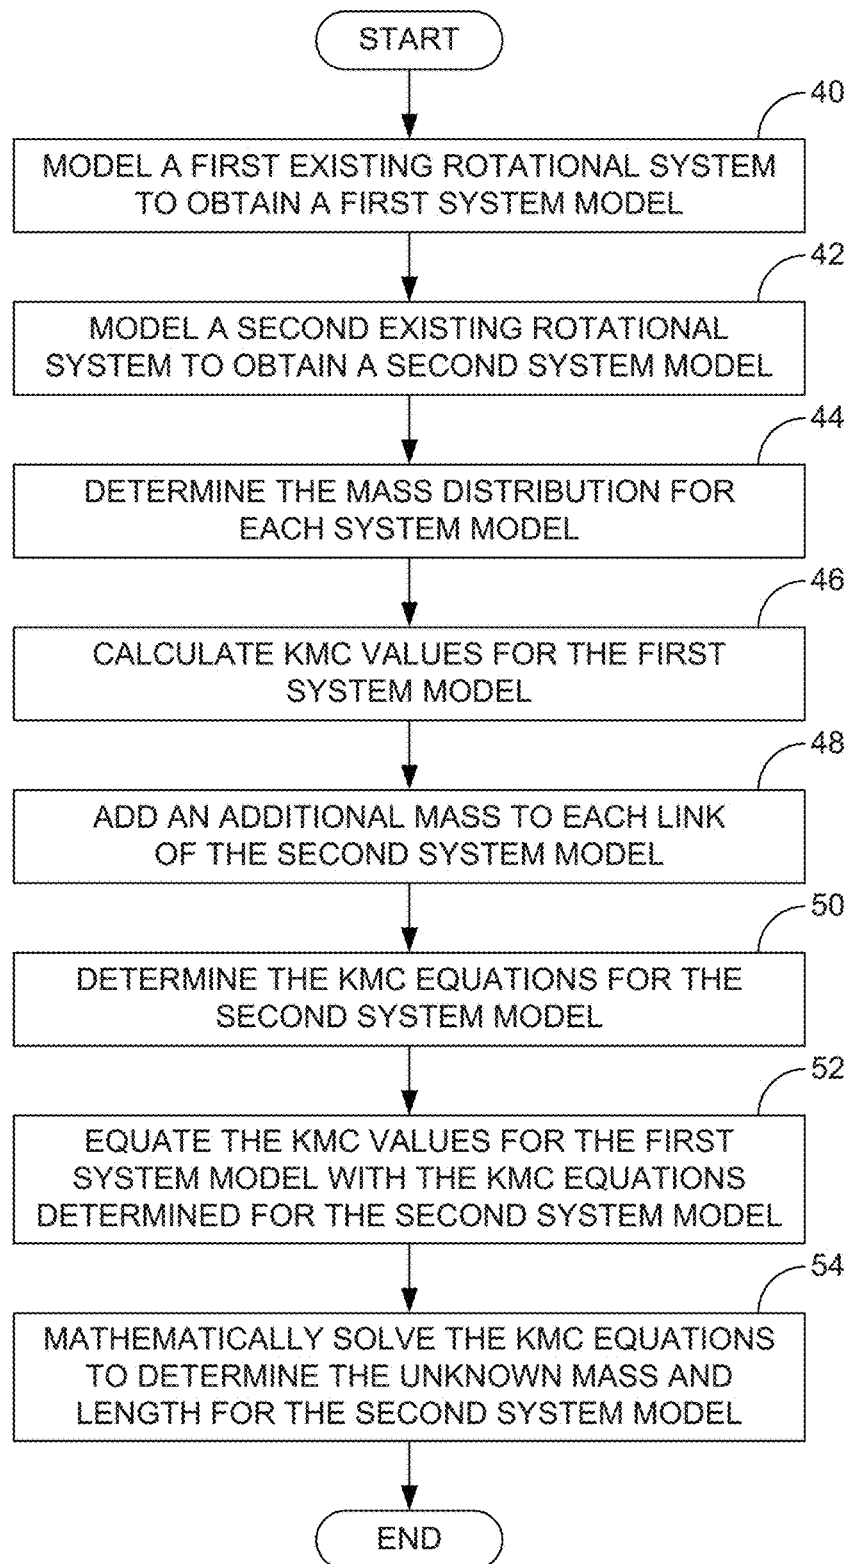 START
40
MODEL A FIRST EXISTING ROTATIONAL SYSTEM
TO OBTAIN A FIRST SYSTEM MODEL
42
MODEL A SECOND EXISTING ROTATIONAL
SYSTEM TO OBTAIN A SECOND SYSTEM MODEL
44
DETERMINE THE MASS DISTRIBUTION FOR
EACH SYSTEM MODEL
46
CALCULATE KMC VALUES FOR THE FIRST
SYSTEM MODEL
48
ADD AN ADDITIONAL MASS TO EACH LINK
OF THE SECOND SYSTEM MODEL
50
DETERMINE THE KMC EQUATIONS FOR THE
SECOND SYSTEM MODEL
52
EQUATE THE KMC VALUES FOR THE FIRST
SYSTEM MODEL WITH THE KMC EQUATIONS
DETERMINED FOR THE SECOND SYSTEM MODEL
54
MATHEMATICALLY SOLVE THE KMC EQUATIONS
TO DETERMINE THE UNKNOWN MASS AND
LENGTH FOR THE SECOND SYSTEM MODEL
END